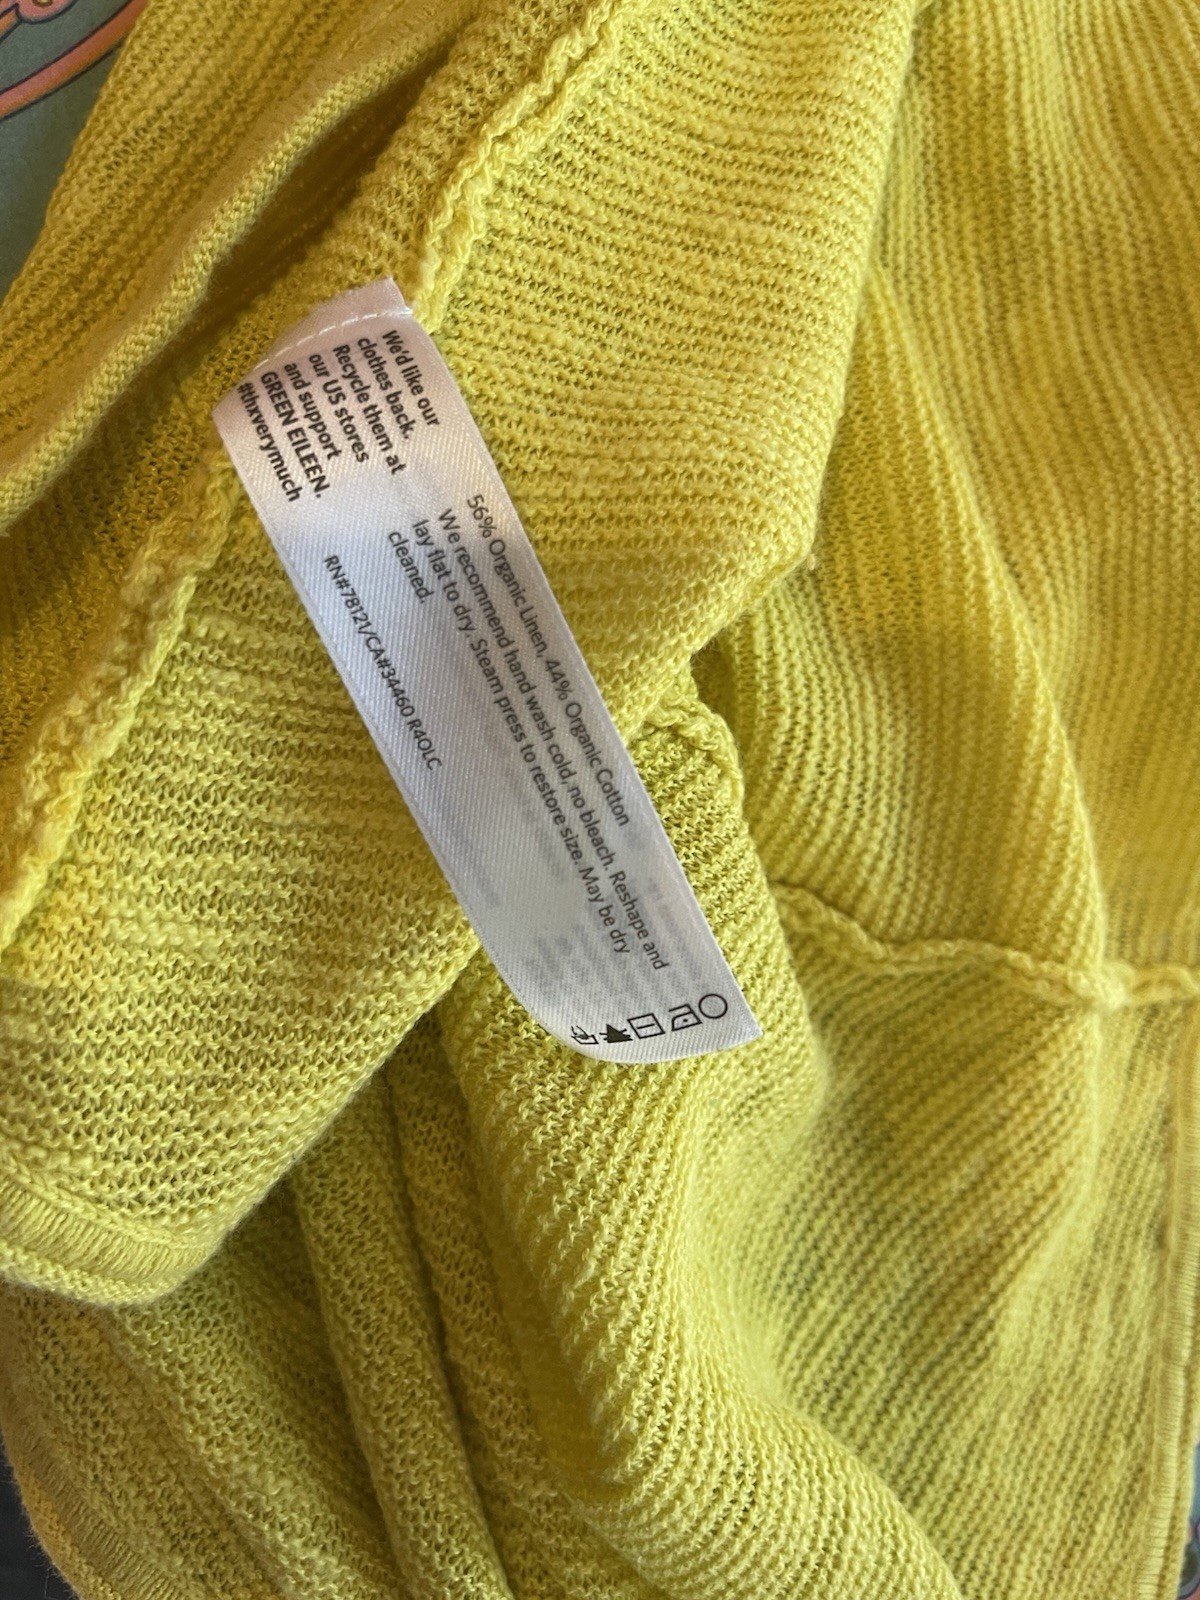 We'd like our
clothes back.
Recycle them at
our US stores
and support
GREEN EILEEN.
#thxverymuch
56% Organic Linen, 44% Organic Cotton
We recommend hand wash cold, no bleach. Reshape and
lay flat to dry. Steam press to restore size. May be dry
cleaned.
RN#78121/CA#34460 R4OLC